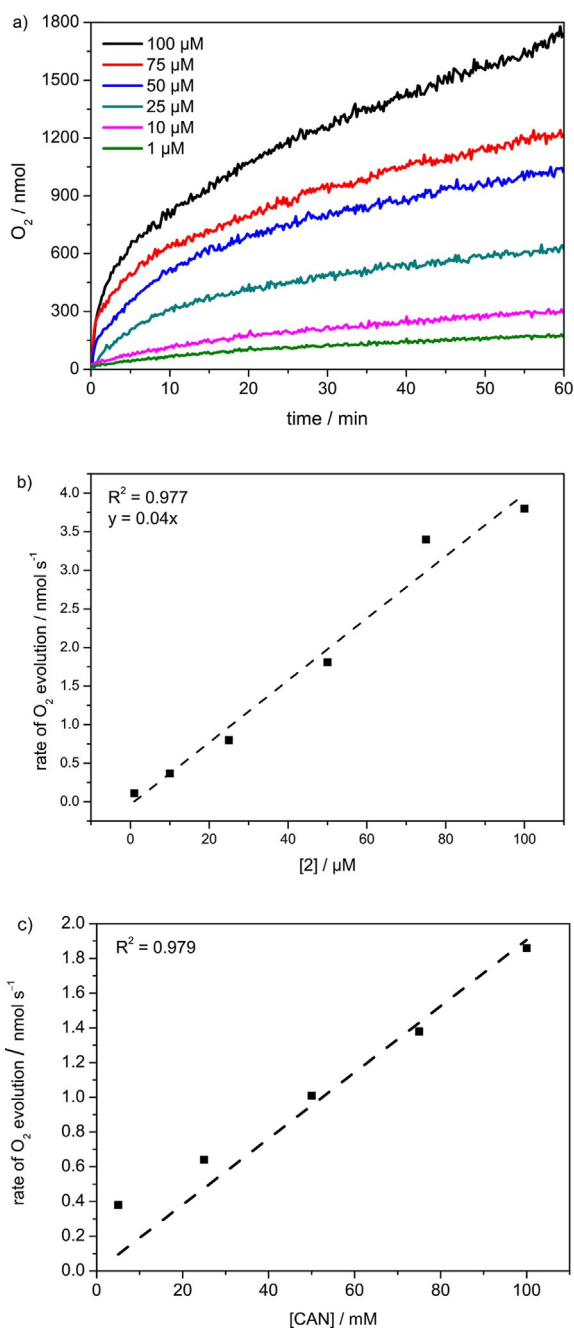 a)
1800
1500
1200
900
600
300
0
O₂ / nmol
100 µM
75 µM
50 µM
25 µM
10 µM
1 µM
0 10 20 30 40 50 60
time / min
b)
R² = 0.977
y = 0.04x
4.0
3.5
3.0
2.5
2.0
1.5
1.0
0.5
0.0
rate of O₂ evolution / nmol s⁻¹
0 20 40 60 80 100
[2] / µM
c)
R² = 0.979
2.0
1.8
1.6
1.4
1.2
1.0
0.8
0.6
0.4
0.2
0.0
rate of O₂ evolution / nmol s⁻¹
0 20 40 60 80 100
[CAN] / mM